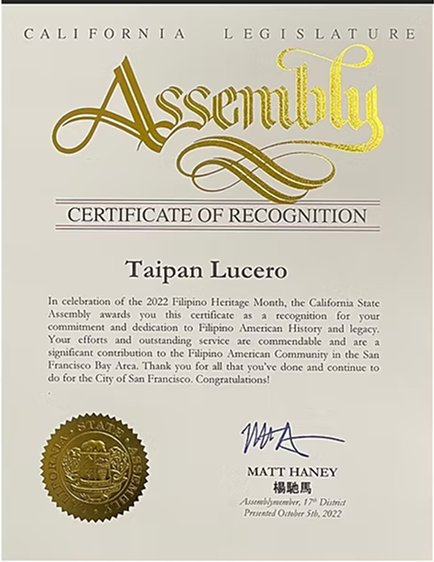 CALIFORNIA LEGISLATURE
Assembly
CERTIFICATE OF RECOGNITION
Taipan Lucero
In celebration of the 2022 Filipino Heritage Month, the California State
Assembly awards you this certificate as a recognition for your
commitment and dedication to Filipino American History and legacy.
Your efforts and outstanding service are commendable and are a
significant contribution to the Filipino American Community in the San
Francisco Bay Area. Thank you for all that you've done and continue to
do for the City of San Francisco. Congratulations!
MATT HANEY
楊馳馬
Assemblymember, 17th District
Presented October 5th, 2022
CALIFORNIA STATE ASSEMBLY